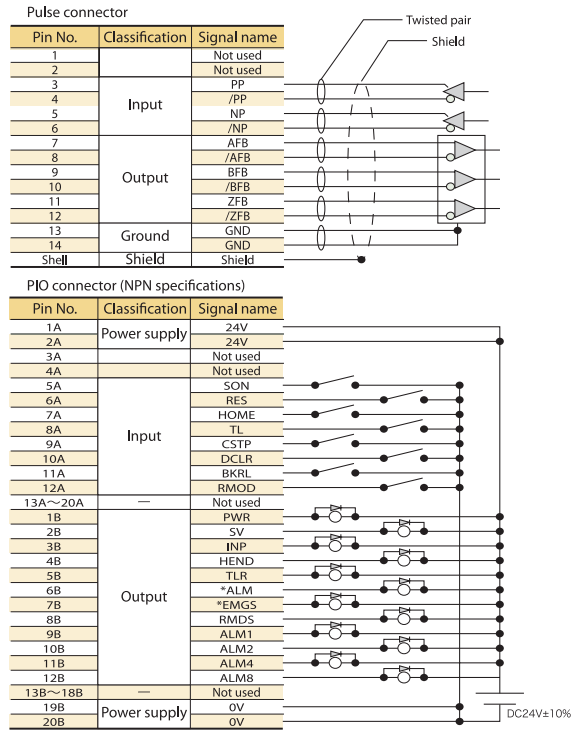 Pulse connector
Twisted pair
Shield
Pin No. Classification Signal name
1 Not used
2 Not used
3 PP
4 /PP
Input
5 NP
6 /NP
7 AFB
8 /AFB
9 BFB
Output
10 /BFB
11 ZFB
12 /ZFB
13 GND
Ground
14 GND
Shell Shield Shield
PIO connector (NPN specifications)
Pin No. Classification Signal name
1A 24V
Power supply
2A 24V
3A Not used
4A Not used
5A SON
6A RES
7A HOME
8A TL
Input
9A CSTP
10A DCLR
11A BKRL
12A RMOD
13A～20A — Not used
1B PWR
2B SV
3B INP
4B HEND
5B TLR
6B *ALM
Output
7B *EMGS
8B RMDS
9B ALM1
10B ALM2
11B ALM4
12B ALM8
13B～18B — Not used
19B 0V
Power supply
20B 0V
DC24V±10%